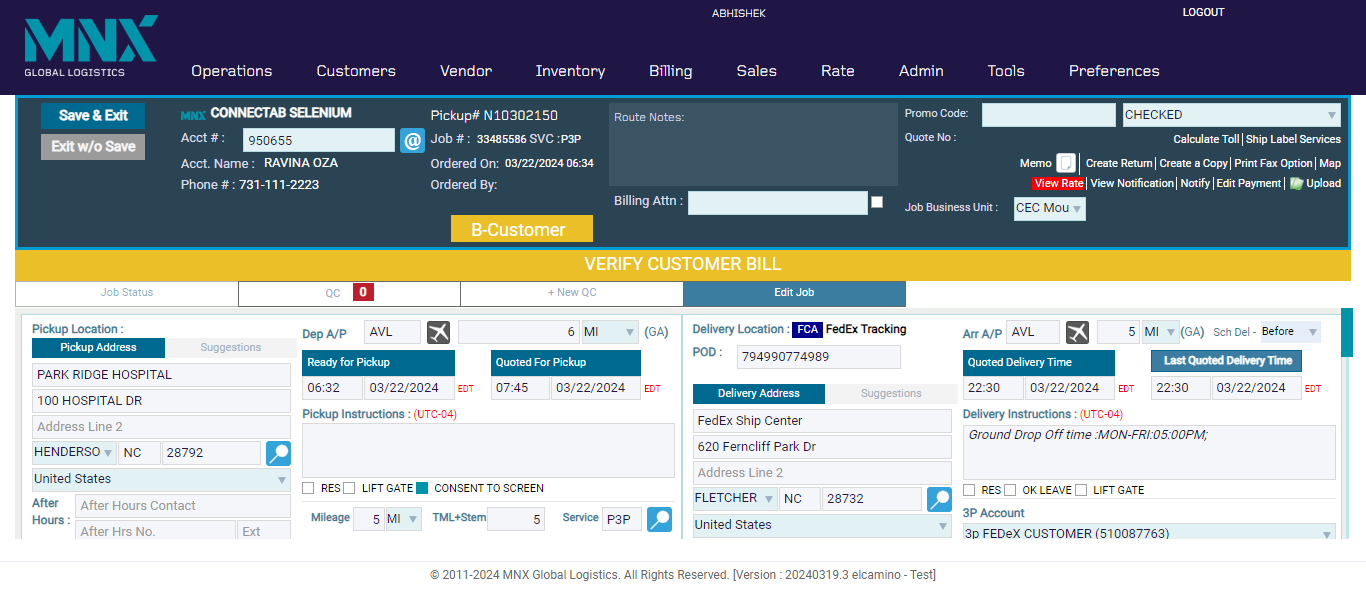 ABHISHEK
LOGOUT
MNX
GLOBAL LOGISTICS
Operations Customers Vendor Inventory Billing Sales Rate Admin Tools Preferences
Save & Exit
Exit w/o Save
MNX CONNECTAB SELENIUM
Acct # : 950655 @
Acct. Name : RAVINA OZA
Phone # : 731-111-2223
Pickup# N10302150
Job # : 33485586 SVC :P3P
Ordered On: 03/22/2024 06:34
Ordered By:
B-Customer
Route Notes:
Billing Attn :
Promo Code: CHECKED
Quote No :
Calculate Toll| Ship Label Services
Memo | Create Return| Create a Copy| Print Fax Option| Map
View Rate| View Notification| Notify| Edit Payment| Upload
Job Business Unit : CEC Mou
VERIFY CUSTOMER BILL
Job Status QC 0 + New QC Edit Job
Pickup Location :
Pickup Address Suggestions
PARK RIDGE HOSPITAL
100 HOSPITAL DR
Address Line 2
HENDERSO NC 28792
United States
After Hours : After Hours Contact
After Hrs No. Ext
Dep A/P AVL 6 MI (GA)
Ready for Pickup Quoted For Pickup
06:32 03/22/2024 EDT 07:45 03/22/2024 EDT
Pickup Instructions : (UTC-04)
RES LIFT GATE CONSENT TO SCREEN
Mileage 5 MI TML+Stem 5 Service P3P
Delivery Location : FCA FedEx Tracking
POD : 794990774989
Delivery Address Suggestions
FedEx Ship Center
620 Ferncliff Park Dr
Address Line 2
FLETCHER NC 28732
United States
Arr A/P AVL 5 MI (GA) Sch Del - Before
Quoted Delivery Time Last Quoted Delivery Time
22:30 03/22/2024 EDT 22:30 03/22/2024 EDT
Delivery Instructions : (UTC-04)
Ground Drop Off time :MON-FRI:05:00PM;
RES OK LEAVE LIFT GATE
3P Account
3p FEDeX CUSTOMER (510087763)
© 2011-2024 MNX Global Logistics. All Rights Reserved. [Version : 20240319.3 elcamino - Test]